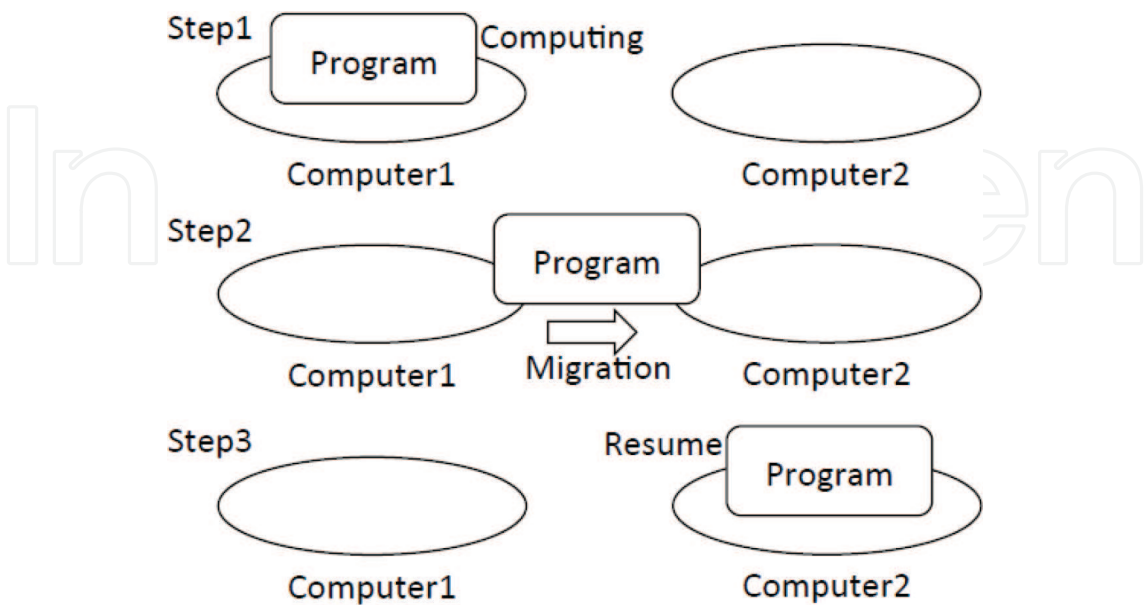 Step1
Program
Computing
Computer1
Computer2
Step2
Program
Migration
Computer1
Computer2
Step3
Resume
Program
Computer1
Computer2